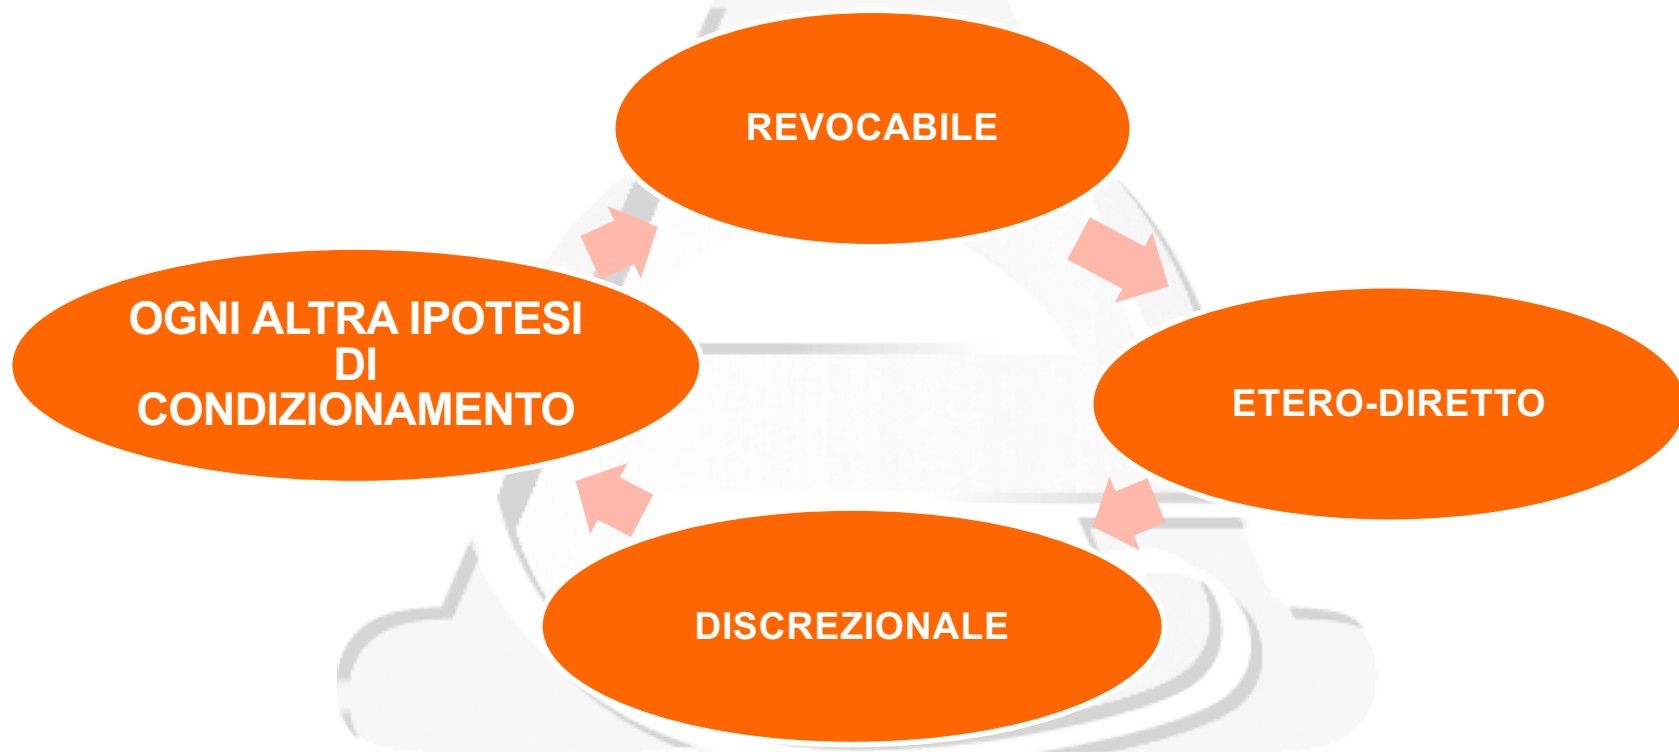 REVOCABILE
ETERO-DIRETTO
DISCREZIONALE
OGNI ALTRA IPOTESI
DI
CONDIZIONAMENTO